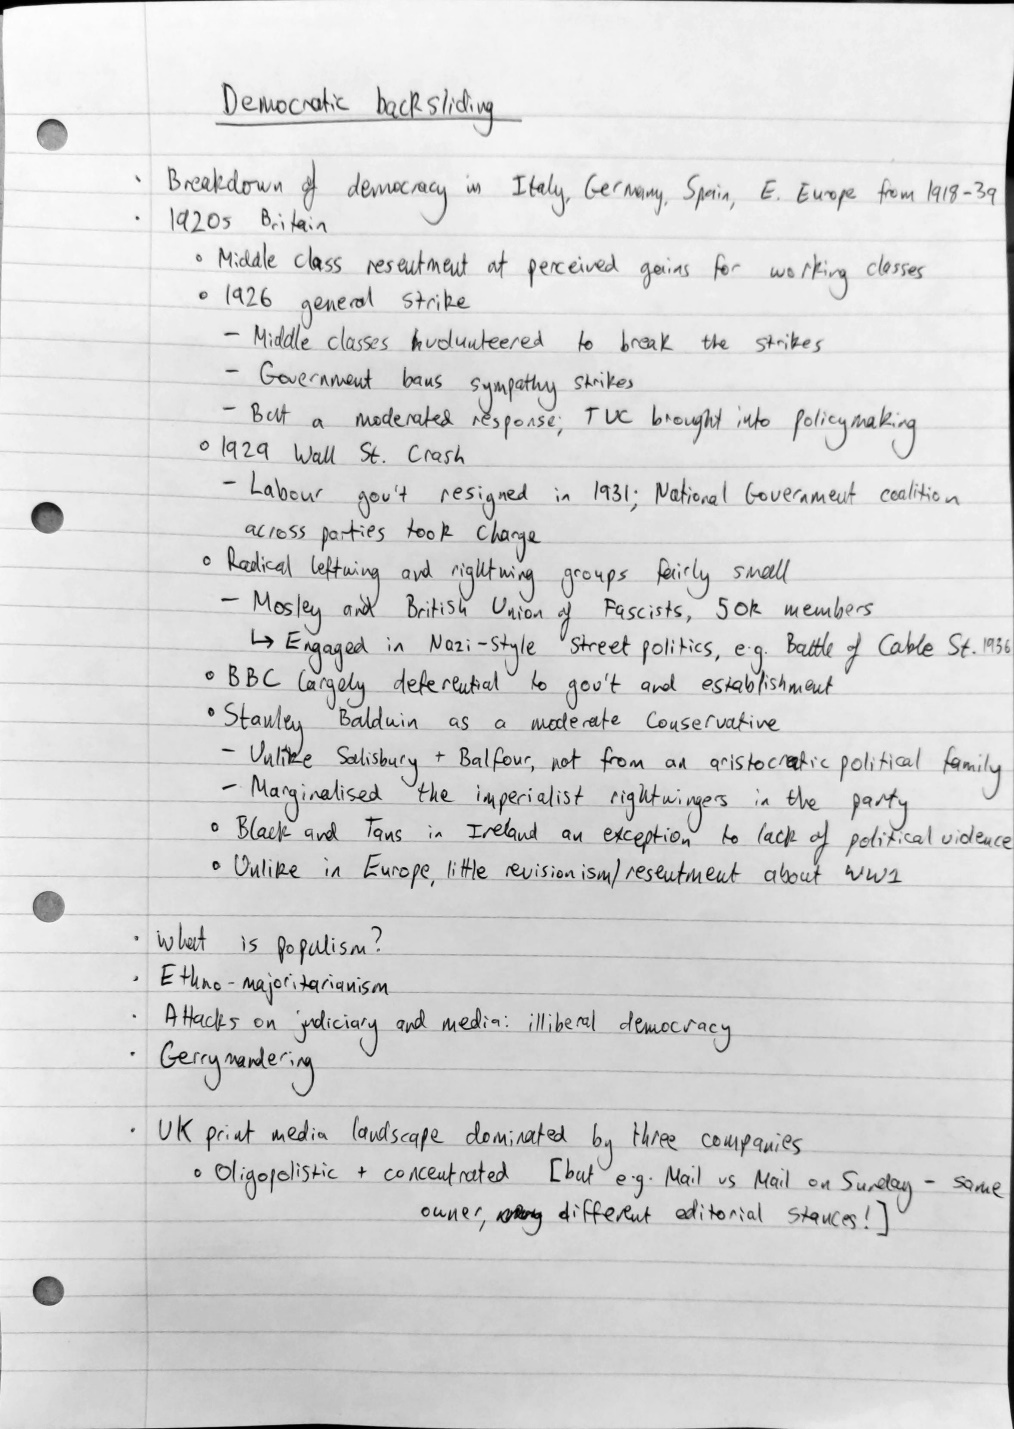 Democratic backsliding
· Breakdown of democracy in Italy, Germany, Spain, E. Europe from 1918-39
· 1920s Britain
∘ Middle class resentment at perceived gains for working classes
∘ 1926 general strike
– Middle classes volunteered to break the strikes
– Government bans sympathy strikes
– But a moderated response; TUC brought into policymaking
∘ 1929 Wall St. Crash
– Labour gov't resigned in 1931; National Government coalition
across parties took charge
∘ Radical leftwing and rightwing groups fairly small
– Mosley and British Union of Fascists, 50k members
↳ Engaged in Nazi-style street politics, e.g. Battle of Cable St. 1936
∘ BBC largely deferential to gov't and establishment
∘ Stanley Baldwin as a moderate Conservative
– Unlike Salisbury + Balfour, not from an aristocratic political family
– Marginalised the imperialist rightwingers in the party
∘ Black and Tans in Ireland an exception to lack of political violence
∘ Unlike in Europe, little revisionism/resentment about WW1
· What is populism?
· Ethno-majoritarianism
· Attacks on judiciary and media: illiberal democracy
· Gerrymandering
· UK print media landscape dominated by three companies
∘ Oligopolistic + concentrated [but e.g. Mail vs Mail on Sunday – same
owner, different editorial stances!]